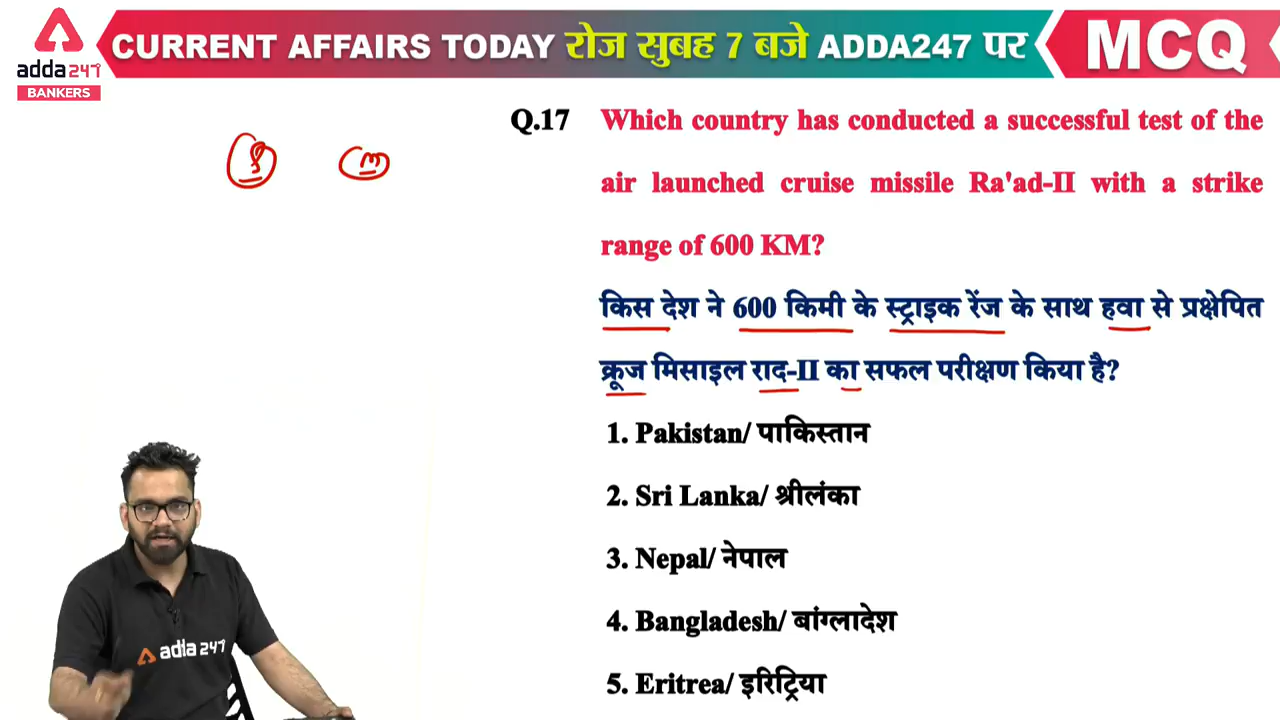 adda247
BANKERS
CURRENT AFFAIRS TODAY रोज सुबह 7 बजे ADDA247 पर
MCQ
Q.17 Which country has conducted a successful test of the
air launched cruise missile Ra'ad-II with a strike
range of 600 KM?
किस देश ने 600 किमी के स्ट्राइक रेंज के साथ हवा से प्रक्षेपित
क्रूज मिसाइल राद-II का सफल परीक्षण किया है?
1. Pakistan/ पाकिस्तान
2. Sri Lanka/ श्रीलंका
3. Nepal/ नेपाल
4. Bangladesh/ बांग्लादेश
5. Eritrea/ इरिट्रिया
adda 247